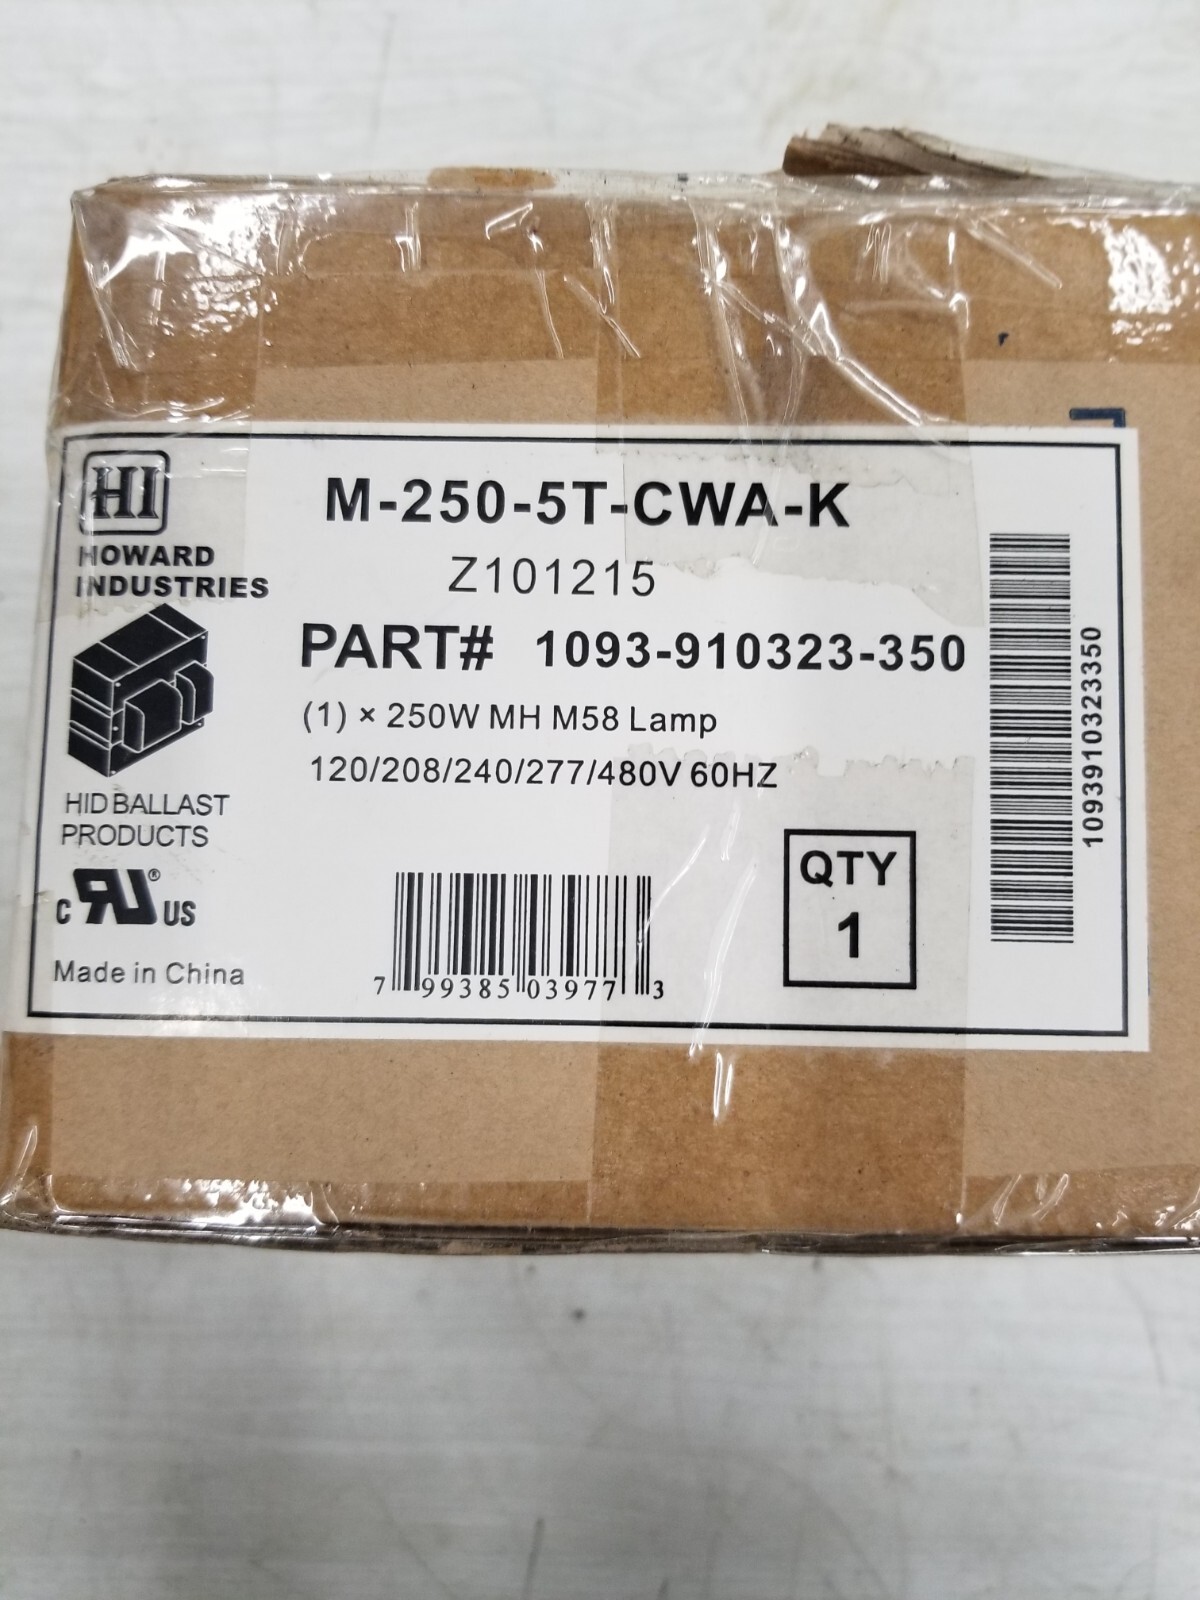 HI
HOWARD
INDUSTRIES
M-250-5T-CWA-K
Z101215
PART# 1093-910323-350
(1) × 250W MH M58 Lamp
120/208/240/277/480V 60HZ
HID BALLAST
PRODUCTS
c RU® US
Made in China
7 99385 03977 3
QTY
1
1093910323350